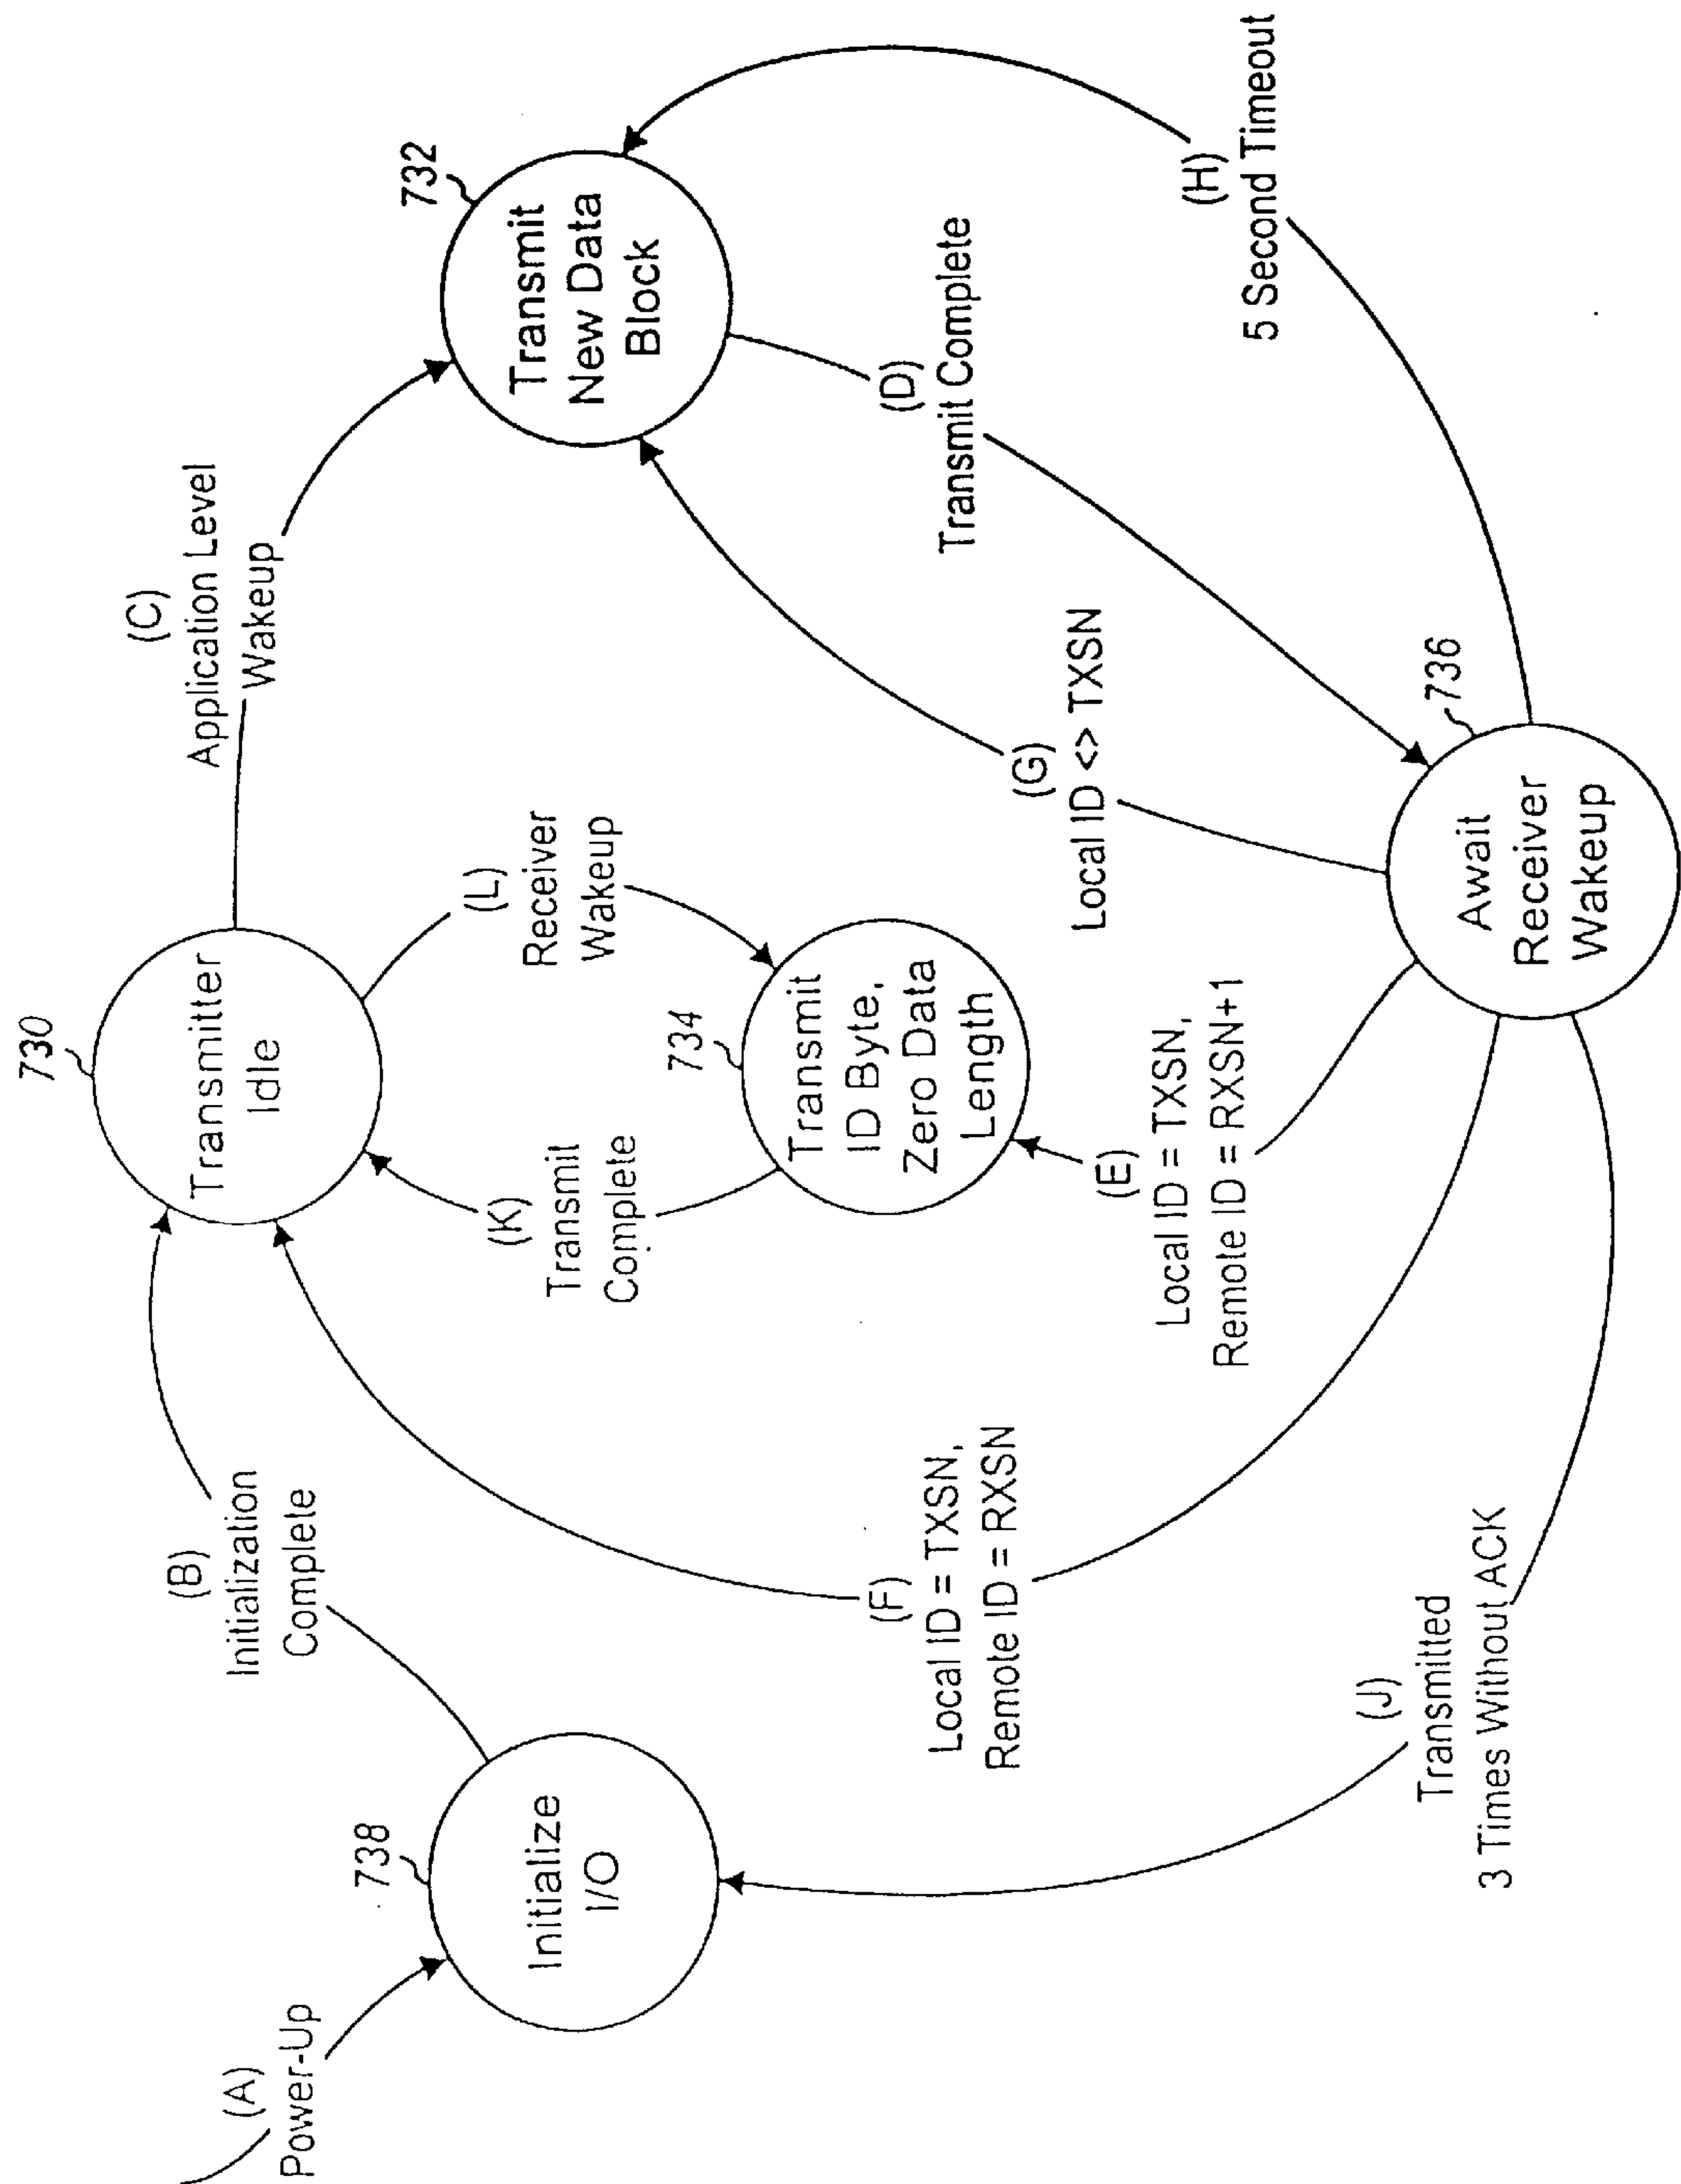 (A)
Power-Up
738
Initialize
I/O
(B)
Initialization
Complete
730
Transmitter
Idle
(C)
Application Level
Wakeup
732
Transmit
New Data
Block
(K)
Transmit
Complete
(L)
Receiver
Wakeup
734
Transmit
ID Byte,
Zero Data
Length
(D)
Transmit Complete
(H)
5 Second Timeout
(F)
Local ID = TXSN,
Remote ID = RXSN
(E)
Local ID = TXSN,
Remote ID = RXSN+1
(G)
Local ID <> TXSN
(J)
Transmitted
3 Times Without ACK
736
Await
Receiver
Wakeup